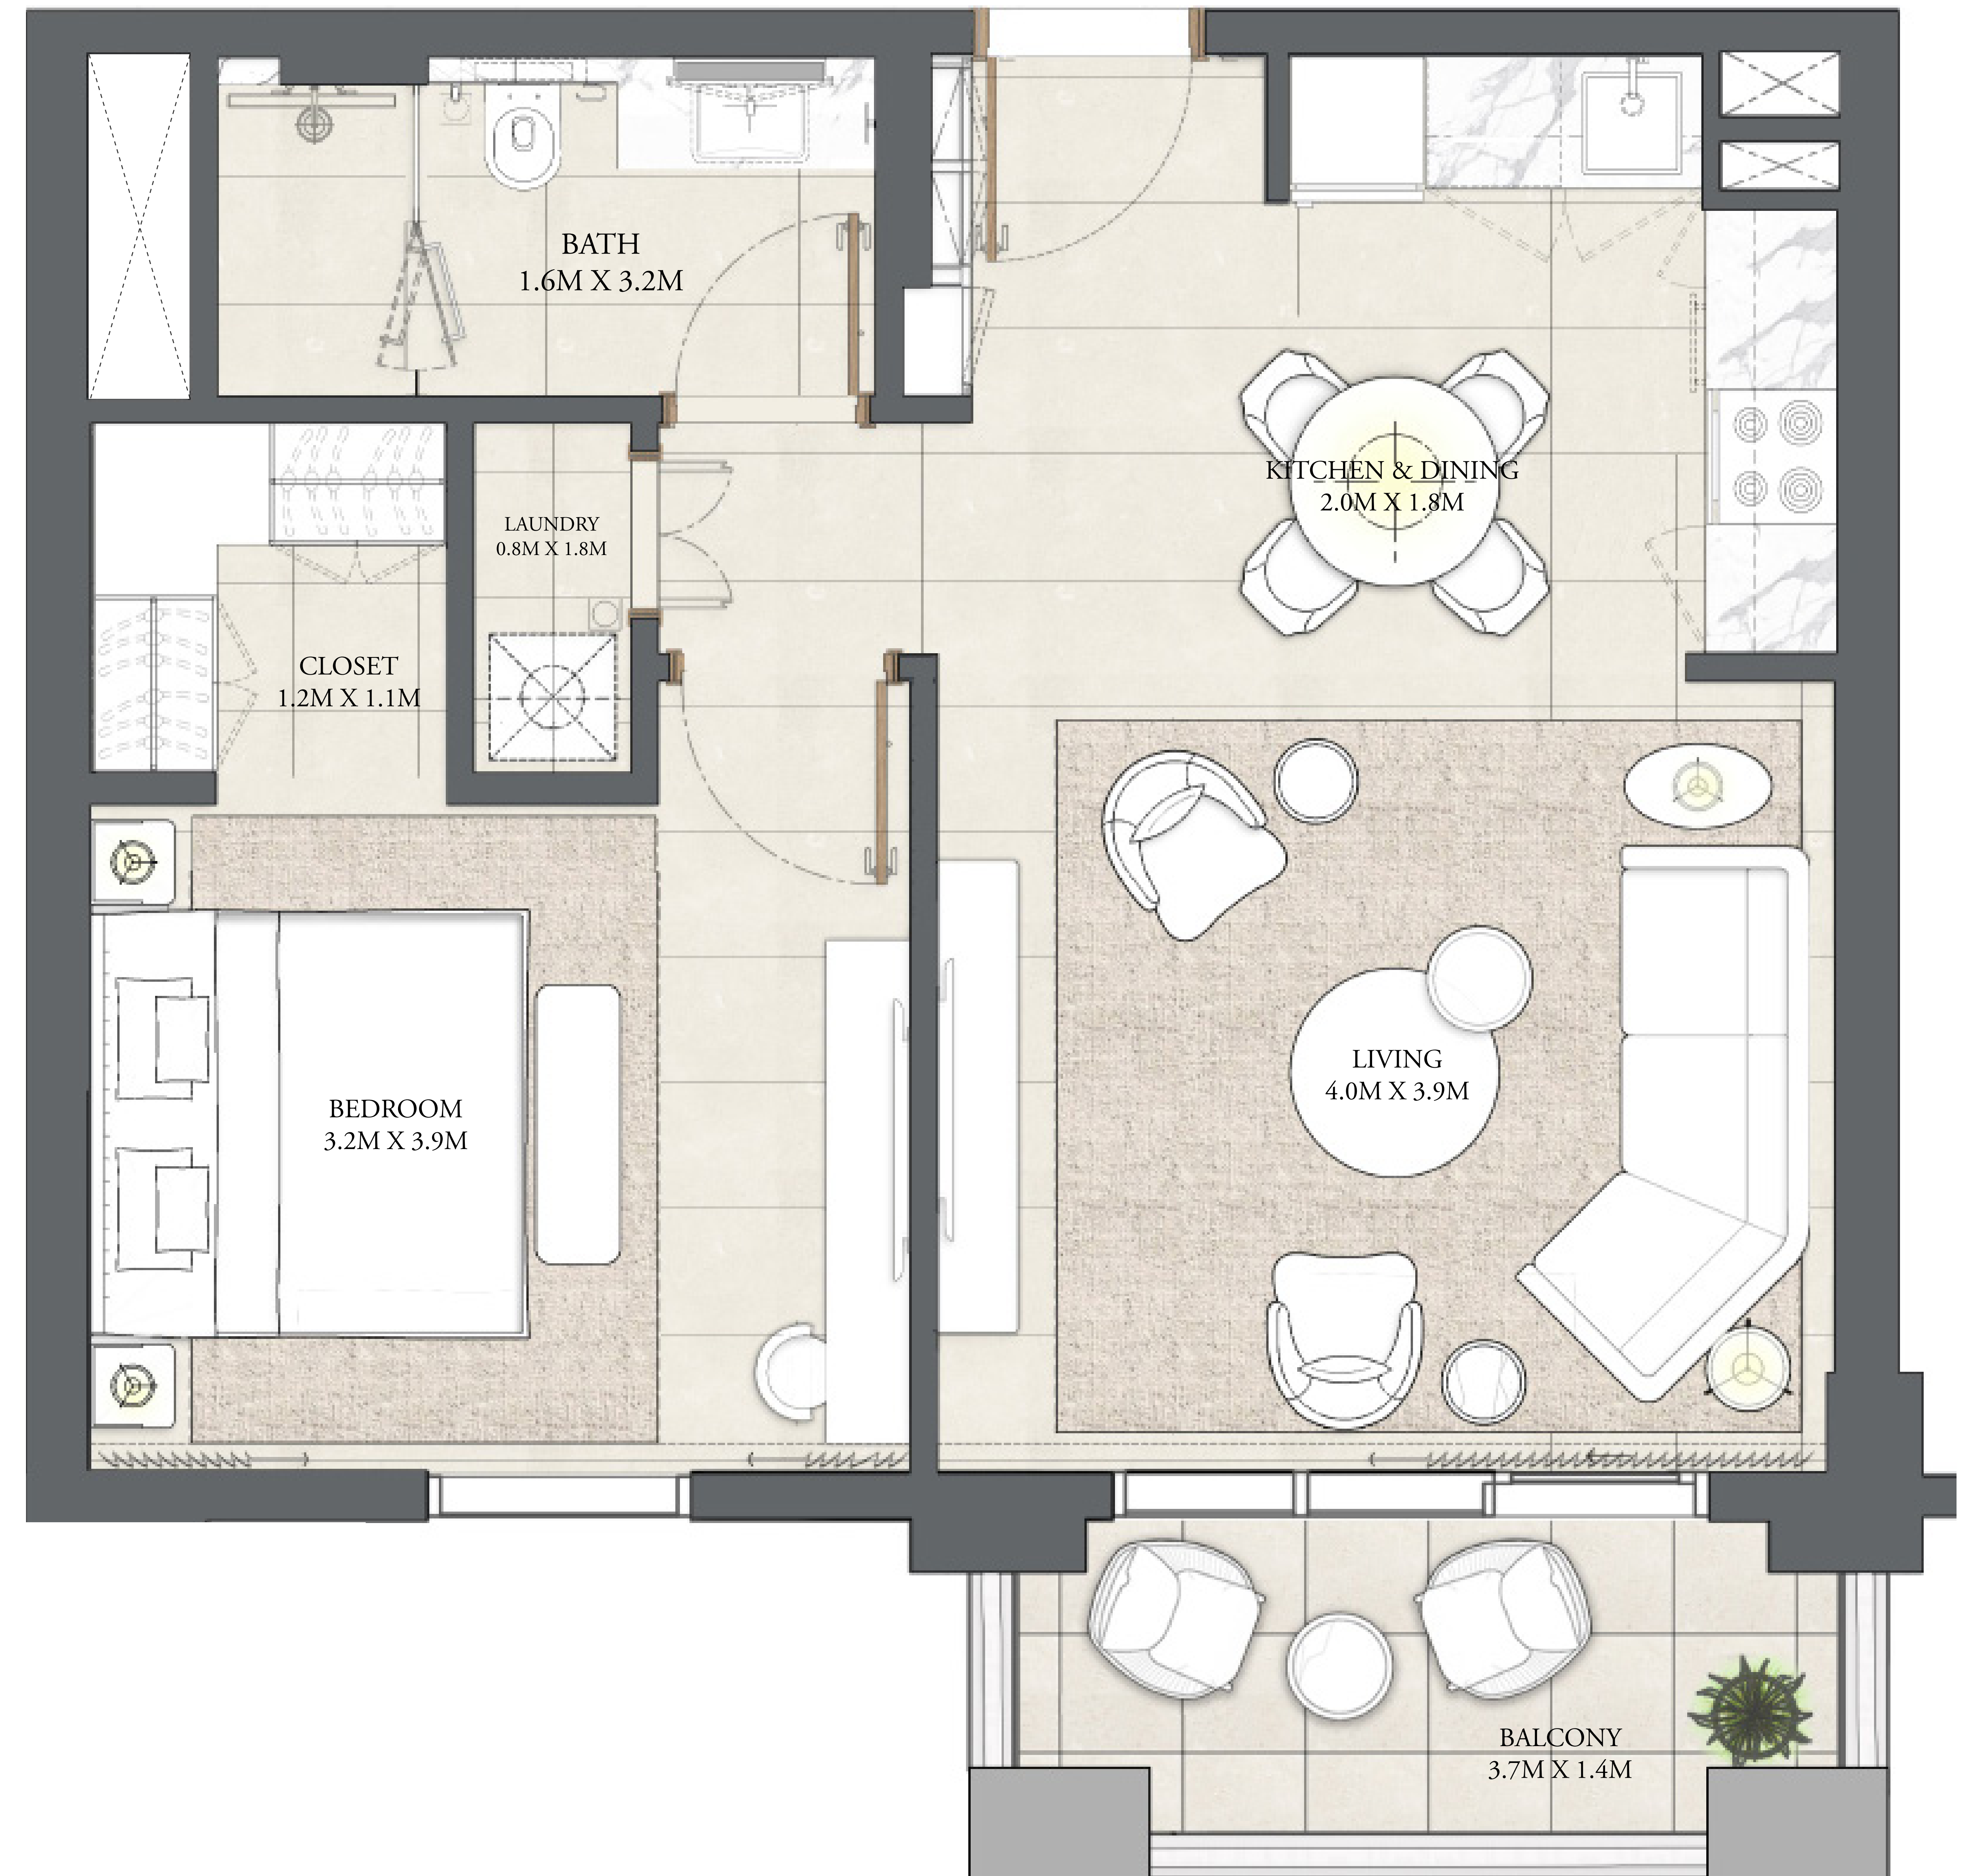 BATH
1.6M X 3.2M
KITCHEN & DINING
2.0M X 1.8M
LAUNDRY
0.8M X 1.8M
CLOSET
1.2M X 1.1M
LIVING
4.0M X 3.9M
BEDROOM
3.2M X 3.9M
BALCONY
3.7M X 1.4M